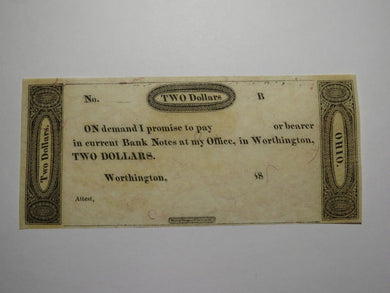 No. TWO Dollars B
Two Dollars.
ON demand I promise to pay or bearer
in current Bank Notes at my Office, in Worthington,
TWO DOLLARS.
Worthington, 18
Attest,
OHIO.